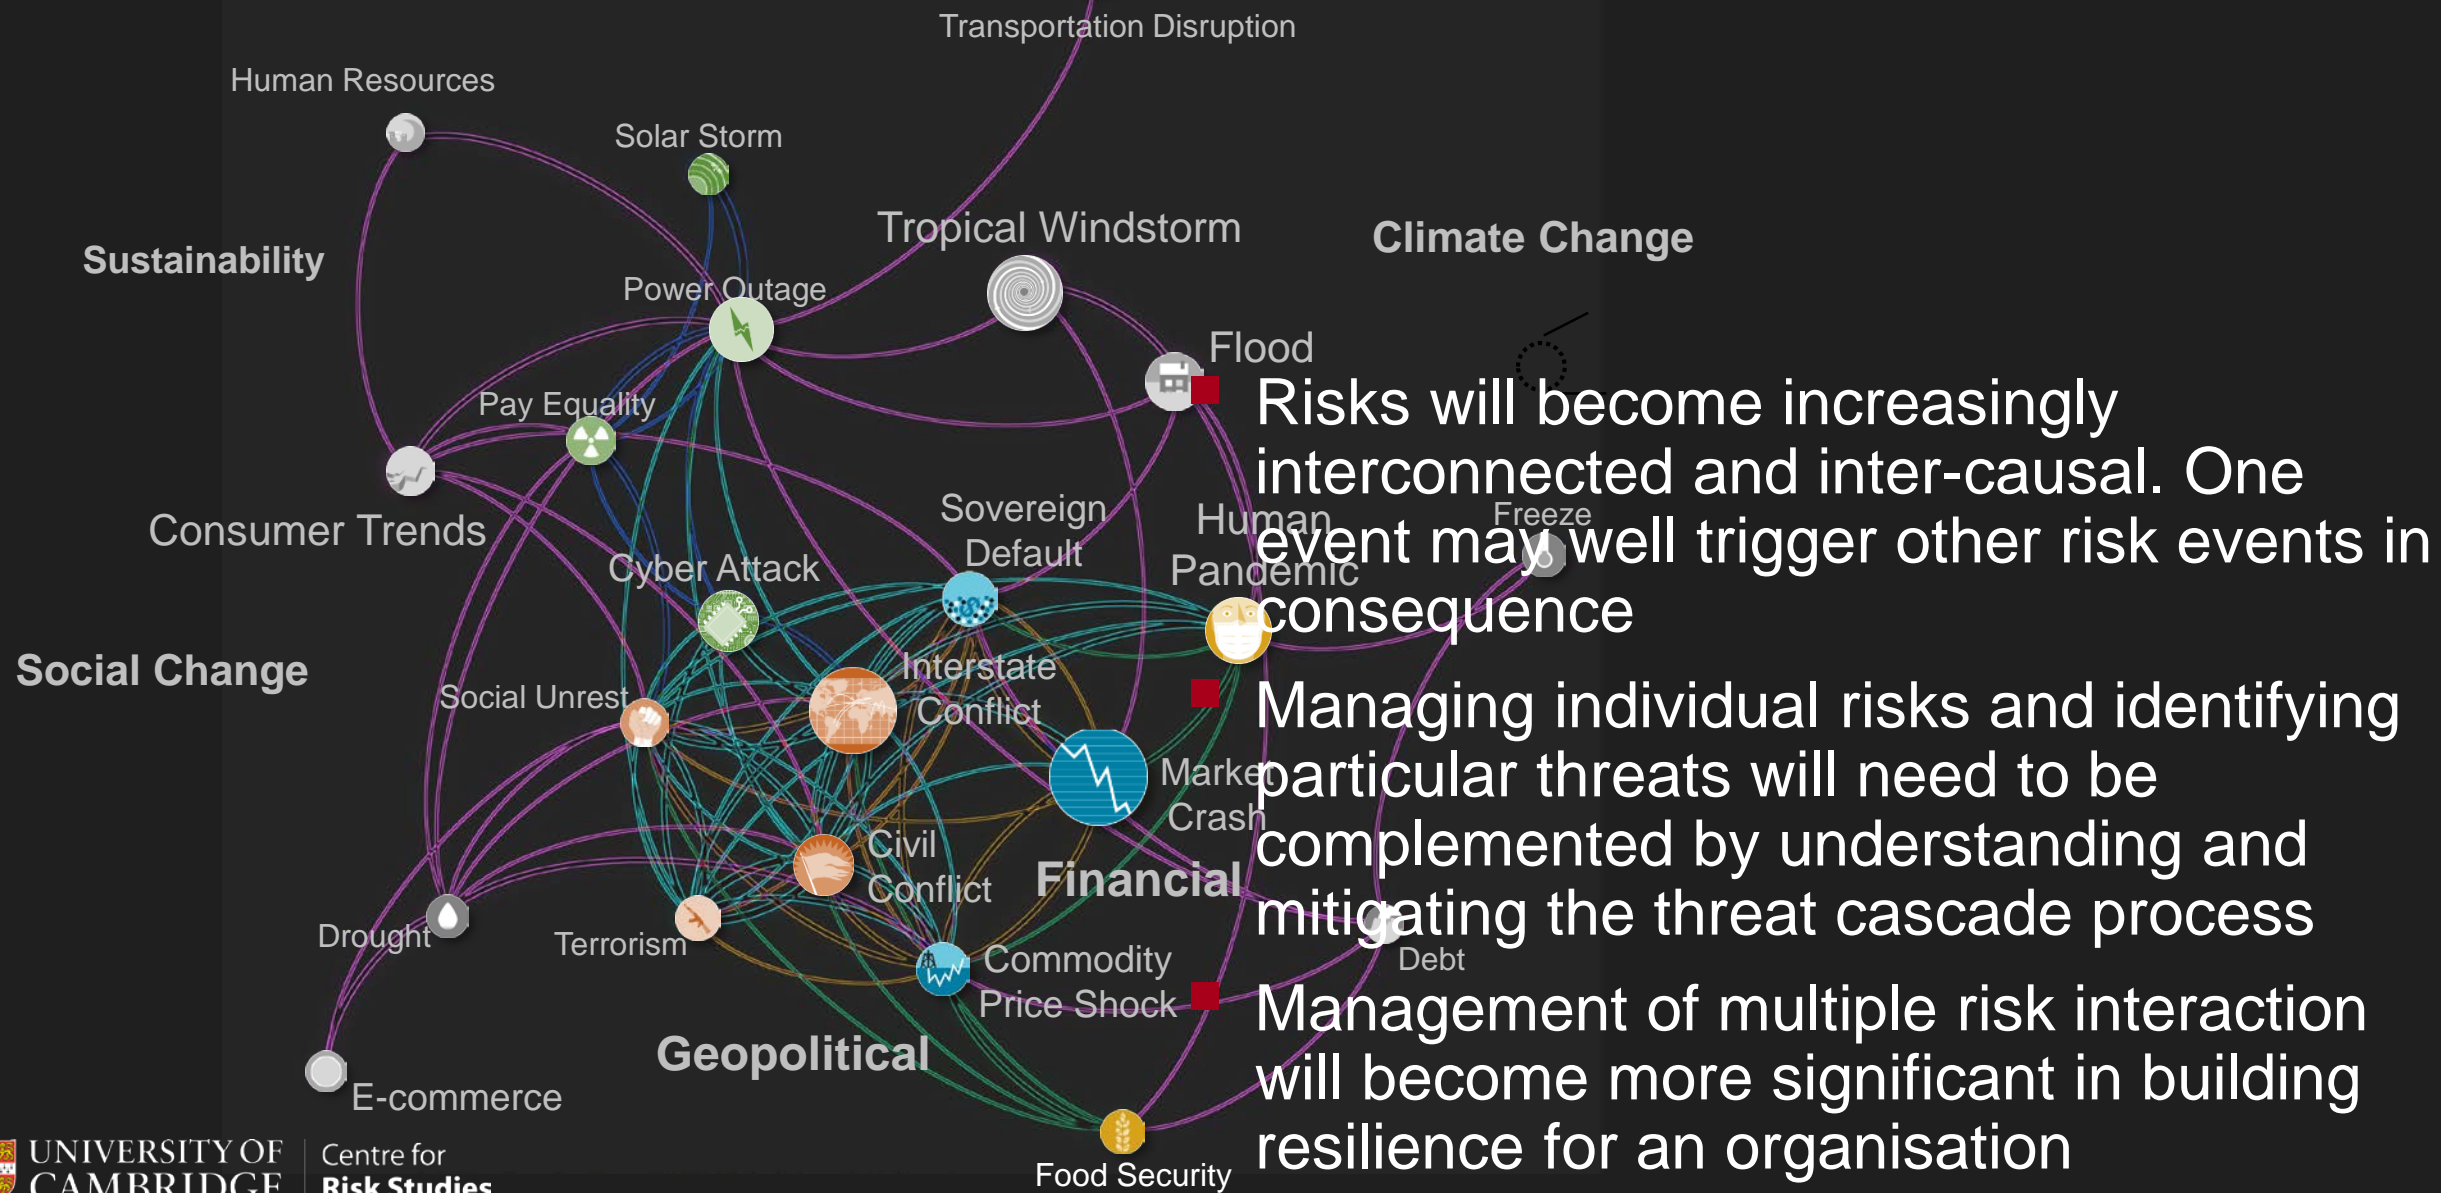 Transportation Disruption
Human Resources
Solar Storm
Tropical Windstorm
Climate Change
Sustainability
Power Outage
Flood
Pay Equality
Consumer Trends
Sovereign
Default
Human
Pandemic
Freeze
Cyber Attack
Social Change
Social Unrest
Interstate
Conflict
Market
Crash
Civil
Conflict
Financial
Drought
Terrorism
Commodity
Price Shock
Debt
Geopolitical
E-commerce
Food Security
Risks will become increasingly
interconnected and inter-causal. One
event may well trigger other risk events in
consequence
Managing individual risks and identifying
particular threats will need to be
complemented by understanding and
mitigating the threat cascade process
Management of multiple risk interaction
will become more significant in building
resilience for an organisation
UNIVERSITY OF
CAMBRIDGE
Centre for
Risk Studies